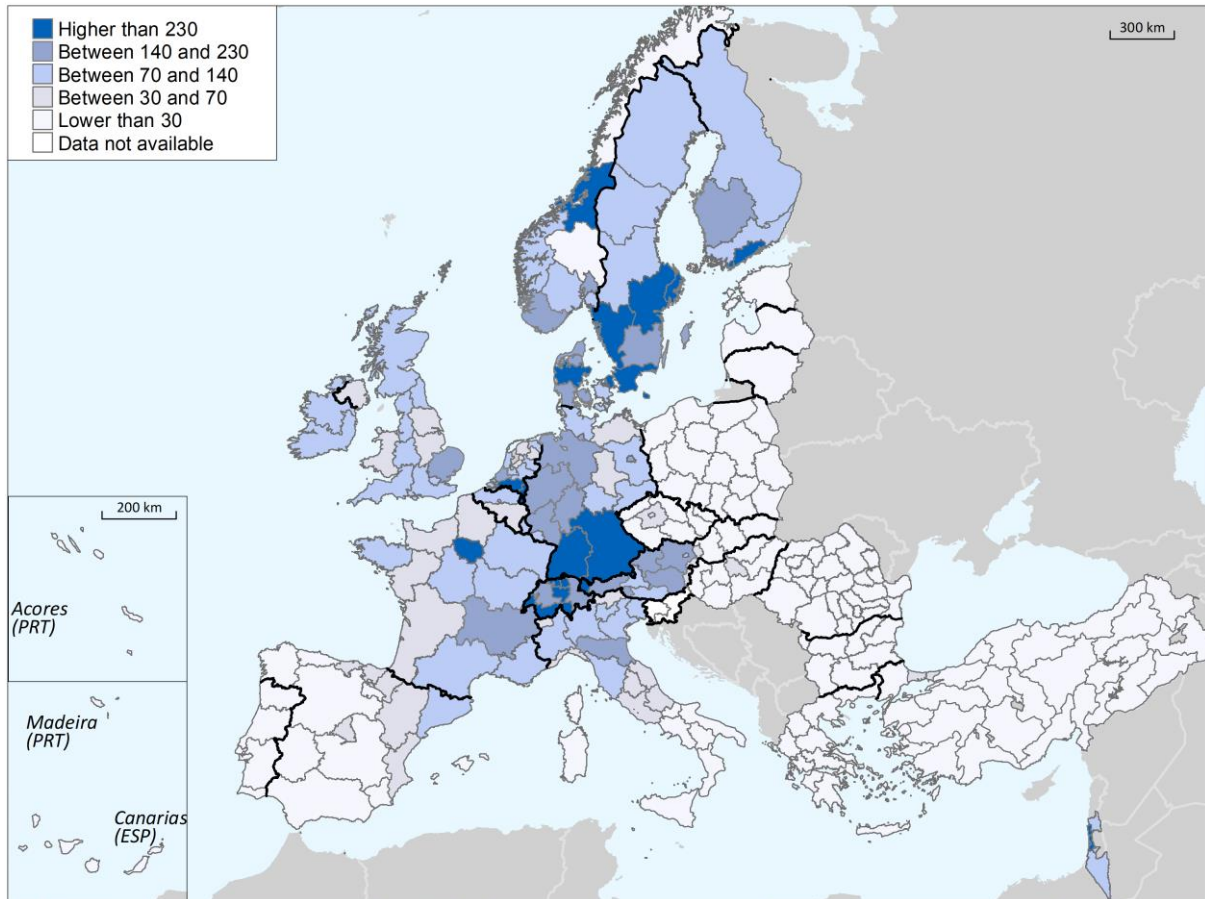 Higher than 230
Between 140 and 230
Between 70 and 140
Between 30 and 70
Lower than 30
Data not available
300 km
200 km
Acores
(PRT)
Madeira
(PRT)
Canarias
(ESP)